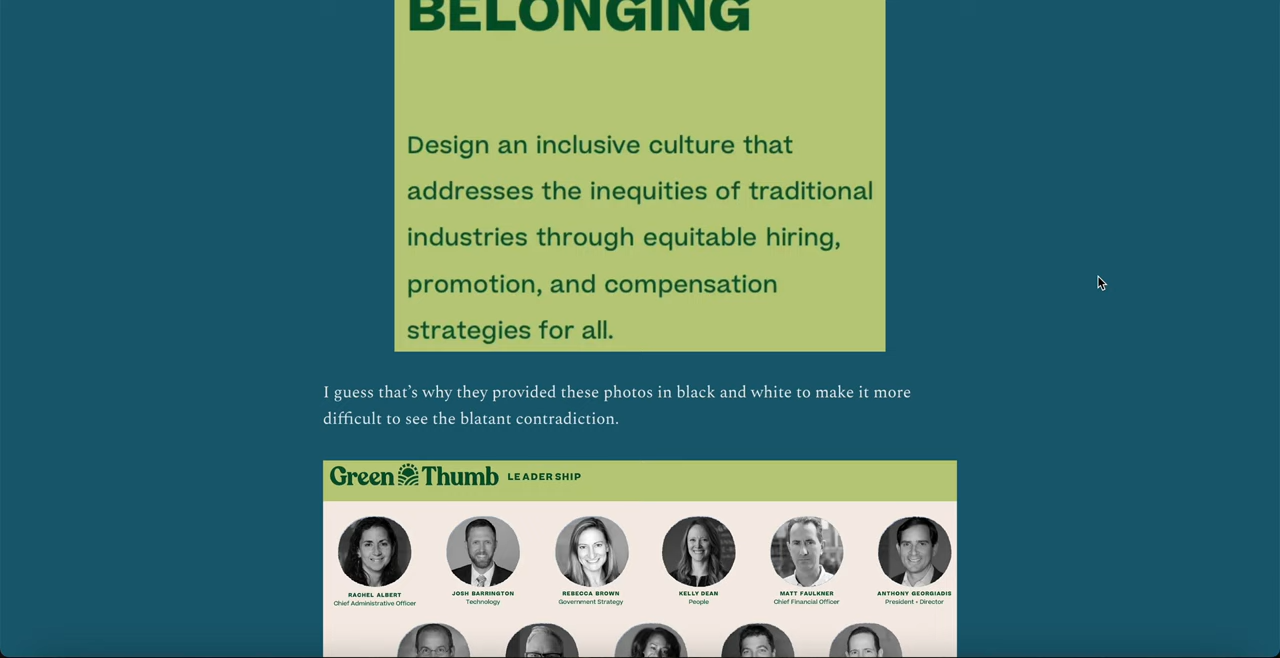 BELONGING
Design an inclusive culture that
addresses the inequities of traditional
industries through equitable hiring,
promotion, and compensation
strategies for all.
I guess that’s why they provided these photos in black and white to make it more
difficult to see the blatant contradiction.
Green Thumb LEADERSHIP
RACHEL ALBERT
Chief Administrative Officer
JOSH BARRINGTON
Technology
REBECCA BROWN
Government Strategy
KELLY DEAN
People
MATT FAULKNER
Chief Financial Officer
ANTHONY GEORGIADIS
President + Director